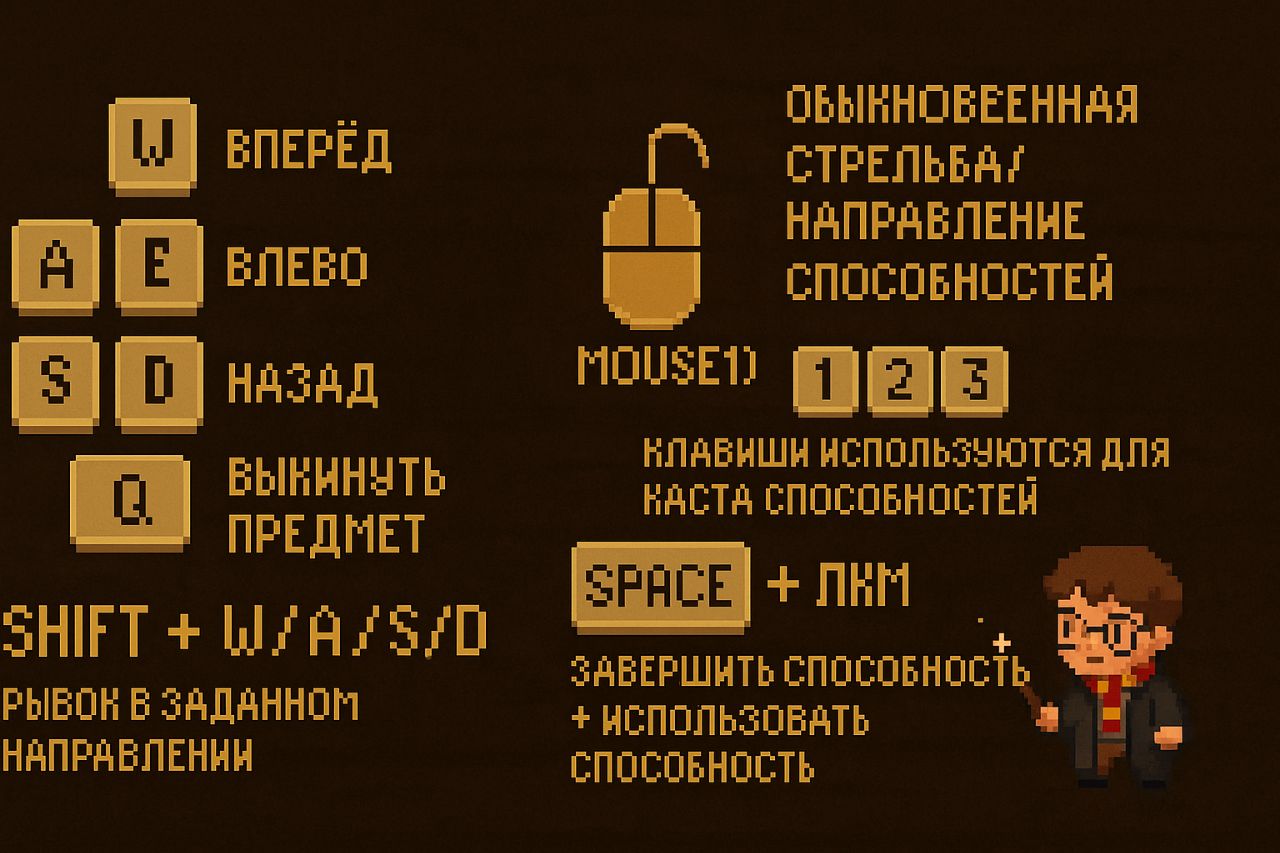 W ВПЕРЁД
A E ВЛЕВО
S D НАЗАД
Q ВЫКИНУТЬ
ПРЕДМЕТ
SHIFT + W/A/S/D
РЫВОК В ЗАДАННОМ
НАПРАВЛЕНИИ
ОБЫКНОВЕЕННАЯ
СТРЕЛЬБА/
НАПРАВЛЕНИЕ
СПОСОБНОСТЕЙ
MOUSE1)
1 2 3
КЛАВИШИ ИСПОЛЬЗУЮТСЯ ДЛЯ
КАСТА СПОСОБНОСТЕЙ
SPACE + ЛКМ
ЗАВЕРШИТЬ СПОСОБНОСТЬ
+ ИСПОЛЬЗОВАТЬ
СПОСОБНОСТЬ